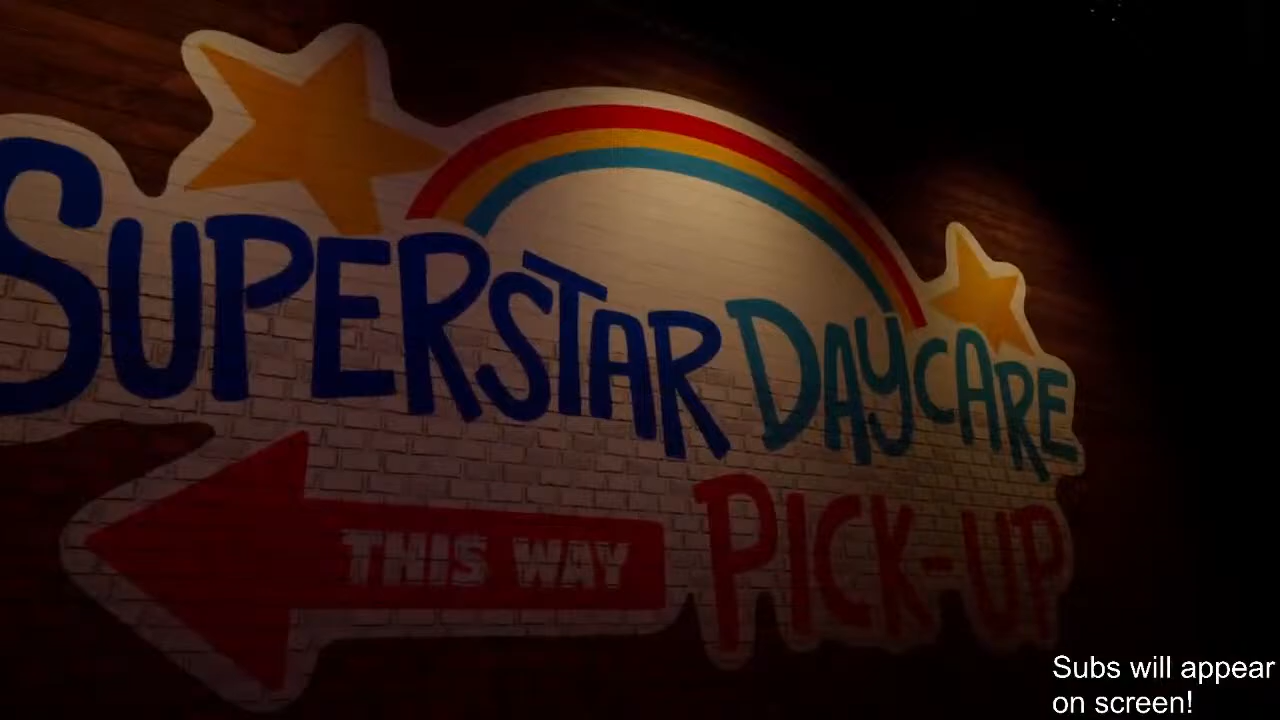 SUPERSTAR DAYCARE
PICK-UP
THIS WAY
Subs will appear
on screen!